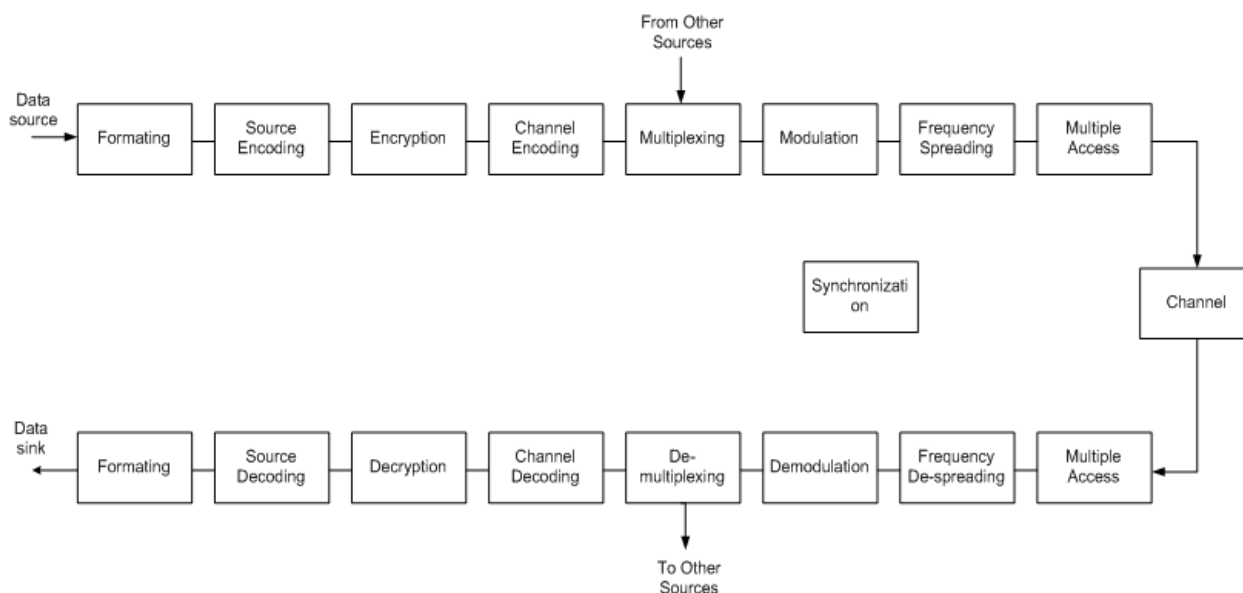 From Other
Sources
Data
source
Formating
Source
Encoding
Encryption
Channel
Encoding
Multiplexing
Modulation
Frequency
Spreading
Multiple
Access
Synchronizati
on
Channel
Data
sink
Formating
Source
Decoding
Decryption
Channel
Decoding
De-
multiplexing
Demodulation
Frequency
De-spreading
Multiple
Access
To Other
Sources